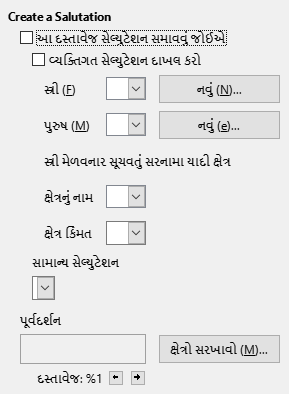 Create a Salutation
આ દસ્તાવેજ સેલ્યુટેશન સમાવવું જોઈએ
વ્યક્તિગત સેલ્યુટેશન દાખલ કરો
સ્ત્રી (F)
નવું (N)...
પુરુષ (M)
નવું (e)...
સ્ત્રી મેળવનાર સૂચવતું સરનામા યાદી ક્ષેત્ર
ક્ષેત્રનું નામ
ક્ષેત્ર કિંમત
સામાન્ય સેલ્યુટેશન
પૂર્વદર્શન
ક્ષેત્રો સરખાવો (M)...
દસ્તાવેજ: %1